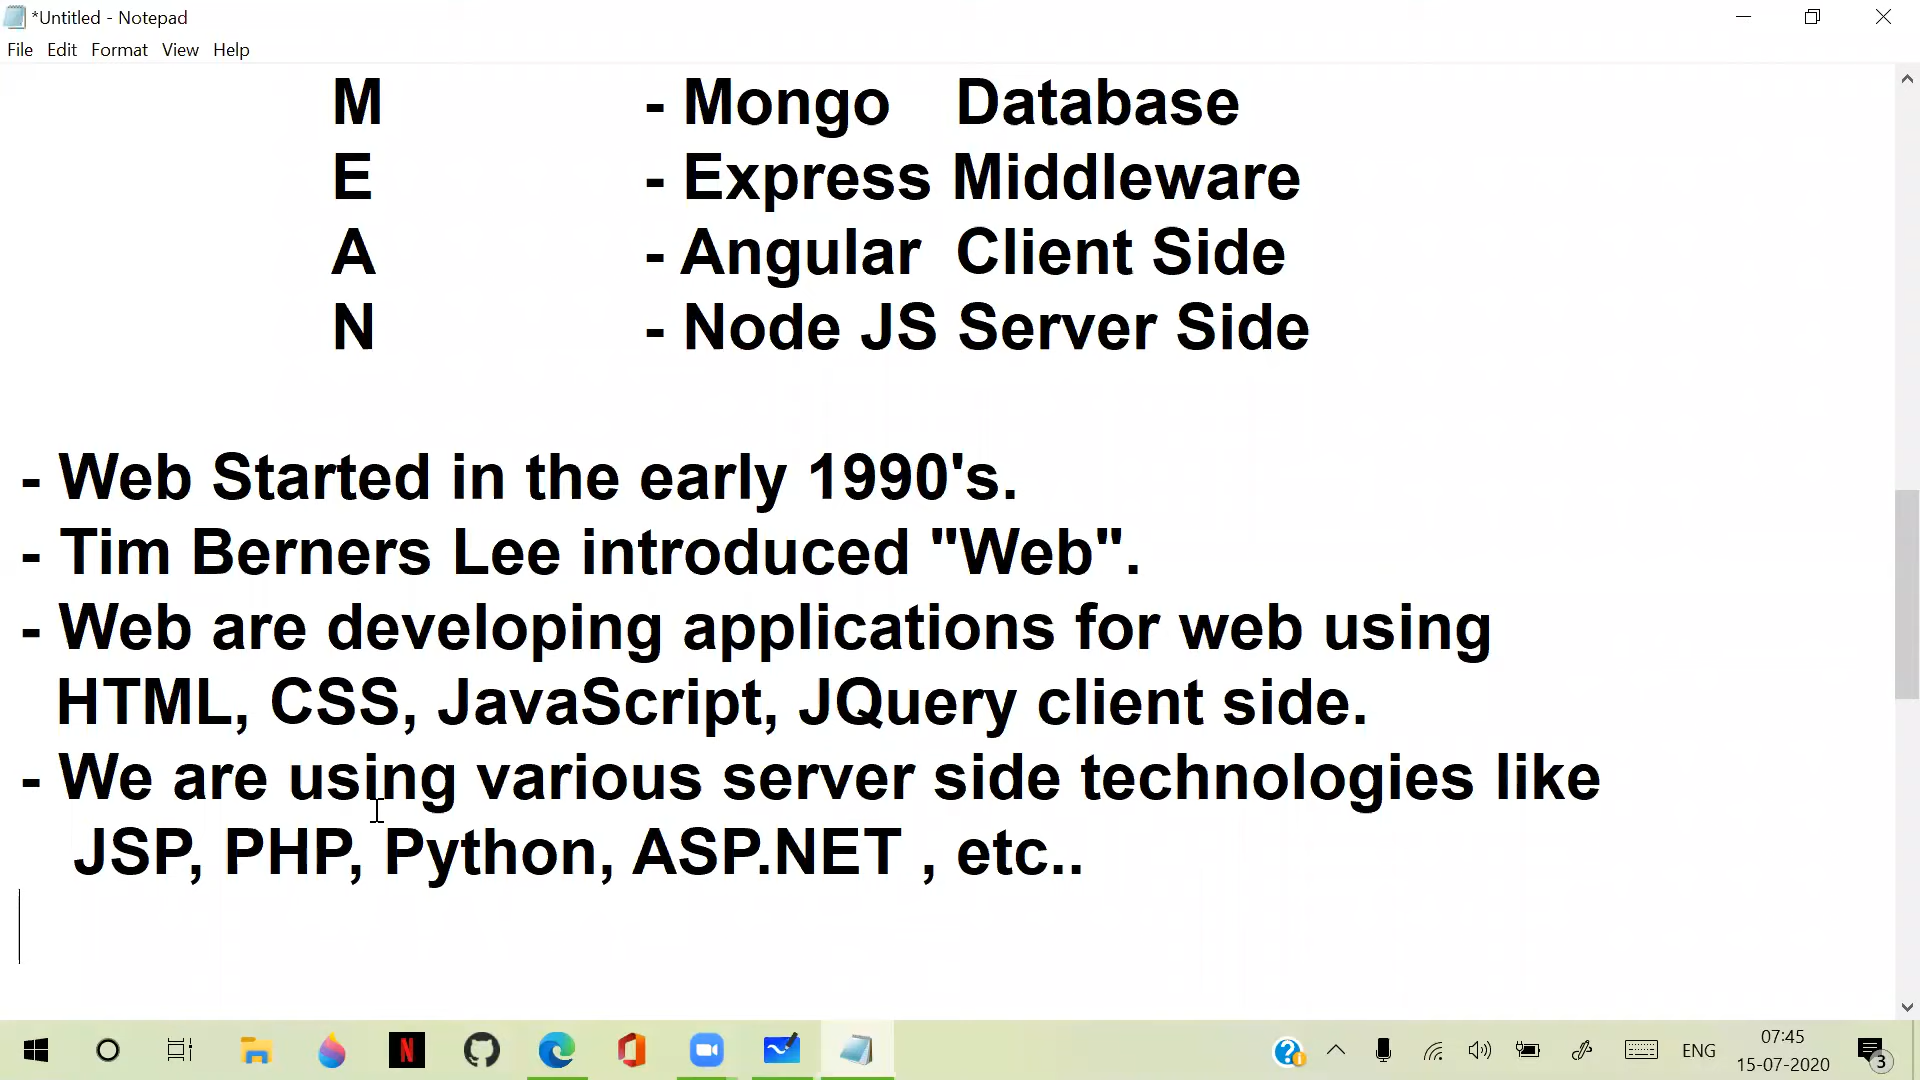 *Untitled - Notepad
File Edit Format View Help
M - Mongo Database
E - Express Middleware
A - Angular Client Side
N - Node JS Server Side
- Web Started in the early 1990's.
- Tim Berners Lee introduced "Web".
- Web are developing applications for web using
HTML, CSS, JavaScript, JQuery client side.
- We are using various server side technologies like
JSP, PHP, Python, ASP.NET , etc..
N
ENG
07:45
15-07-2020
3